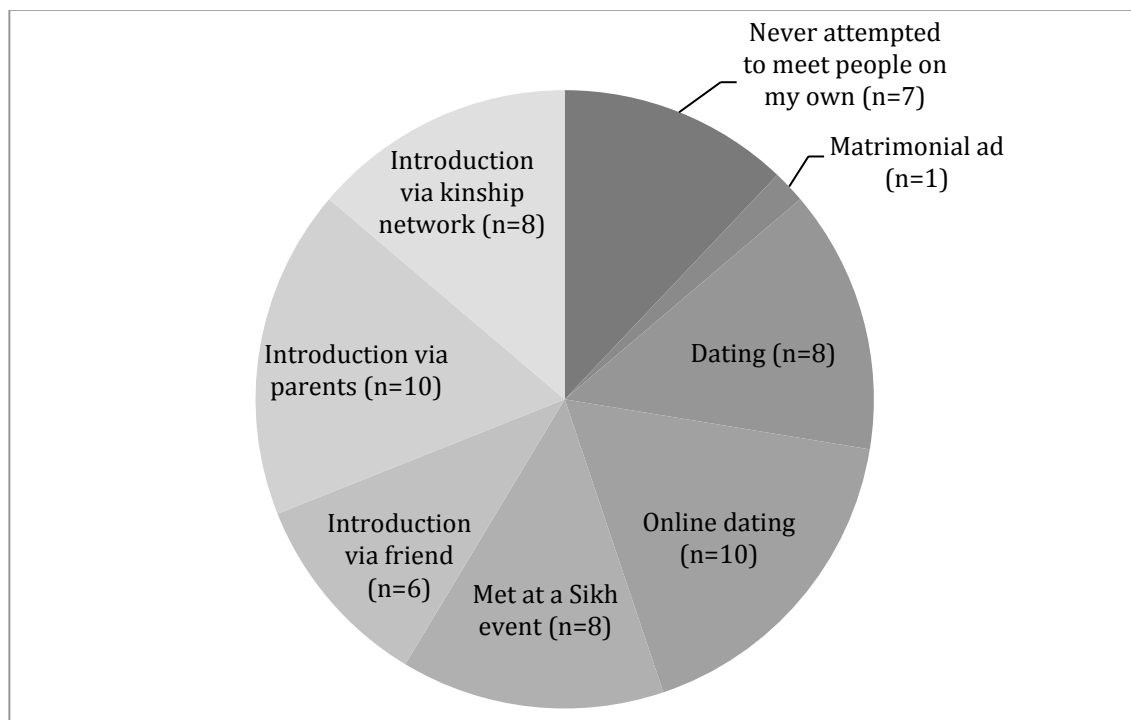 Never attempted
to meet people on
my own (n=7)
Matrimonial ad
(n=1)
Dating (n=8)
Online dating
(n=10)
Met at a Sikh
event (n=8)
Introduction
via friend
(n=6)
Introduction via
parents (n=10)
Introduction
via kinship
network (n=8)